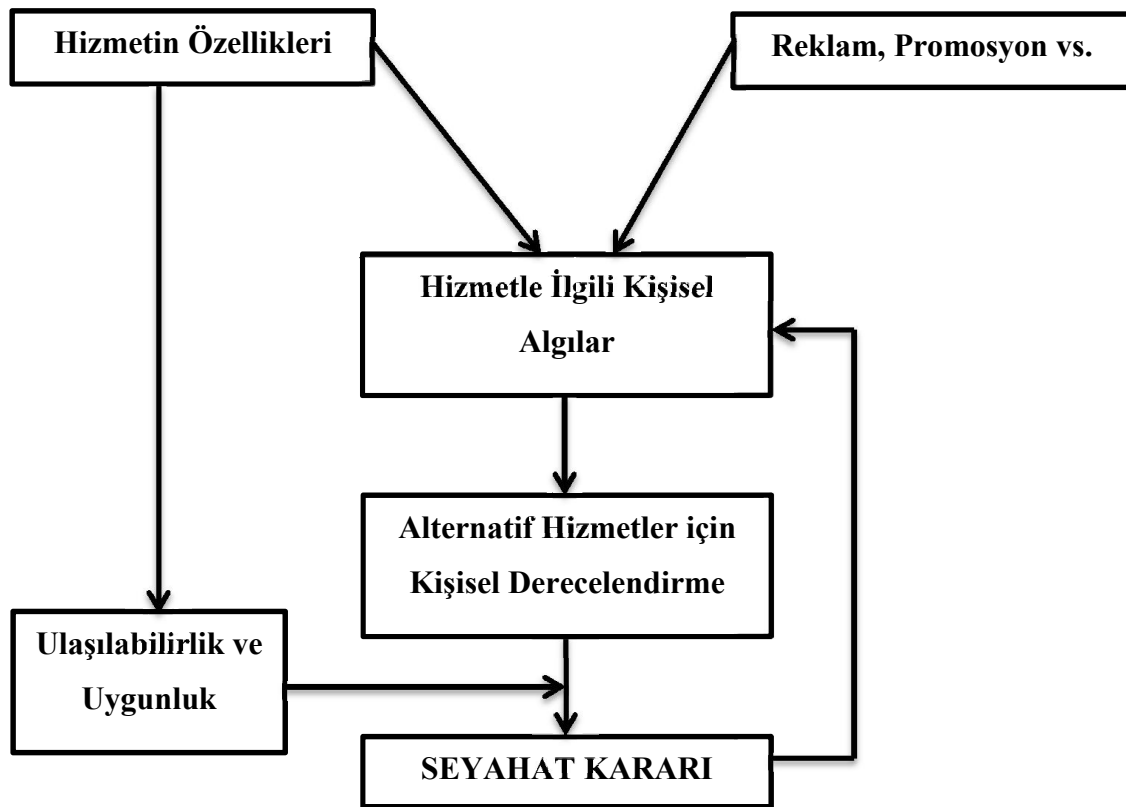 Hizmetin Özellikleri
Reklam, Promosyon vs.
Hizmetle İlgili Kişisel
Algılar
Alternatif Hizmetler için
Kişisel Derecelendirme
Ulaşılabilirlik ve
Uygunluk
SEYAHAT KARARI